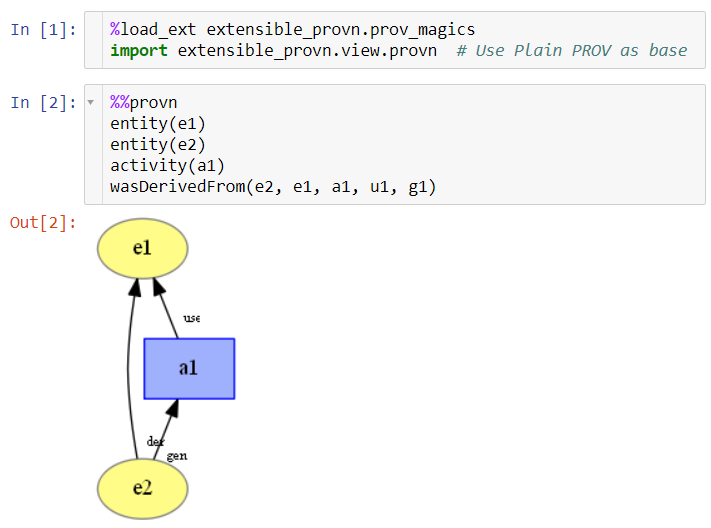 In [1]: %load_ext extensible_provn.prov_magics
import extensible_provn.view.provn # Use Plain PROV as base
In [2]: %%provn
entity(e1)
entity(e2)
activity(a1)
wasDerivedFrom(e2, e1, a1, u1, g1)
Out[2]:
e1
use
a1
der
gen
e2